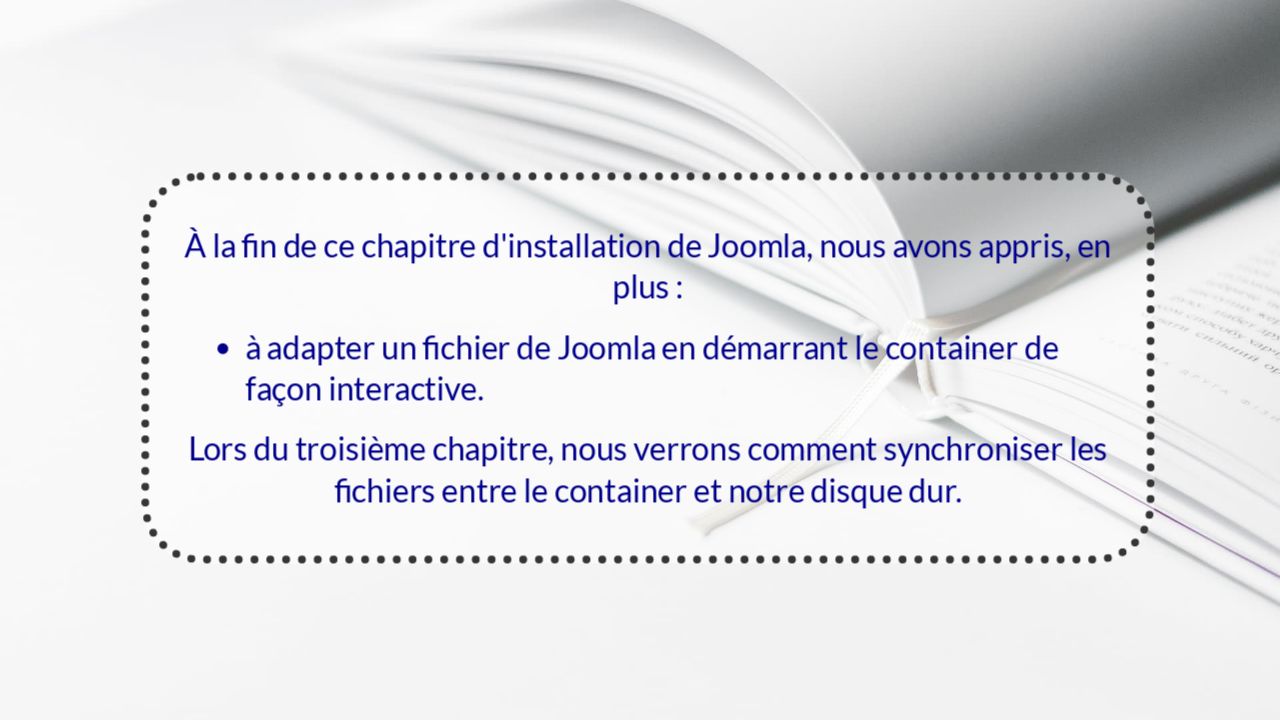 À la fin de ce chapitre d'installation de Joomla, nous avons appris, en
plus :
• à adapter un fichier de Joomla en démarrant le container de
façon interactive.
Lors du troisième chapitre, nous verrons comment synchroniser les
fichiers entre le container et notre disque dur.